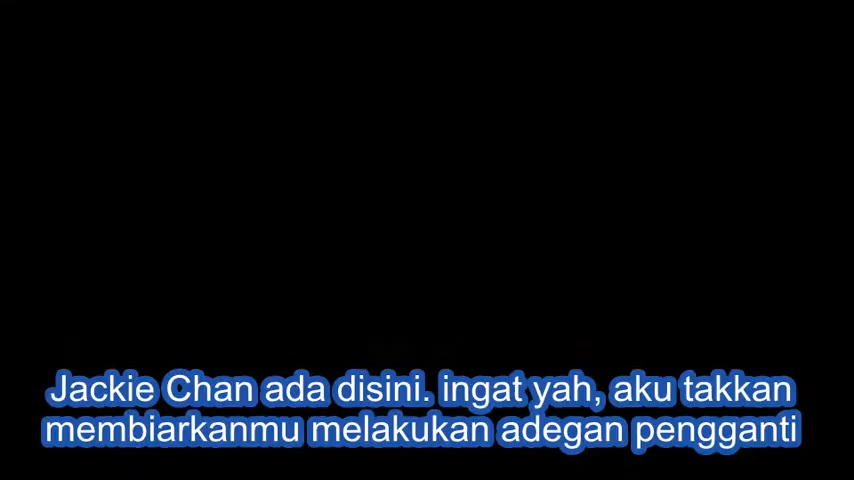 Jackie Chan ada disini. ingat yah, aku takkan
membiarkanmu melakukan adegan pengganti